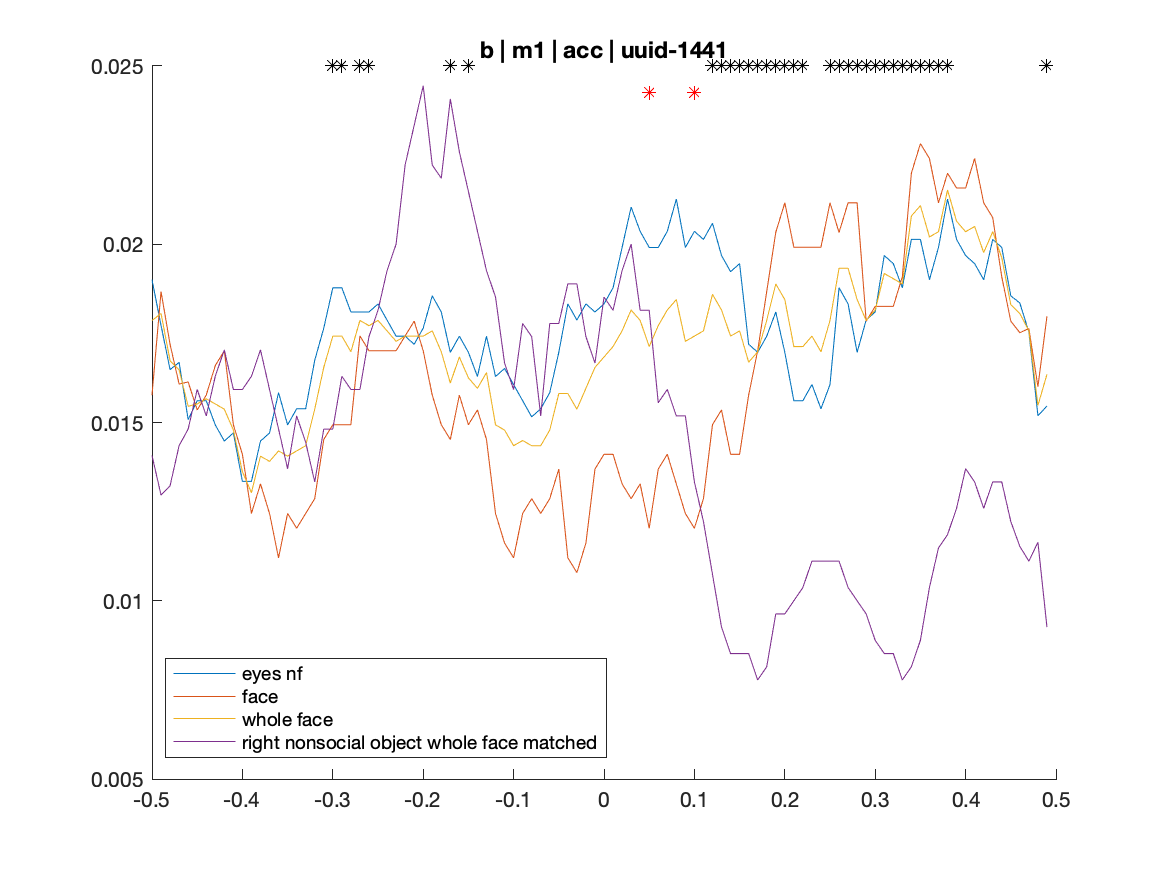 b | m1 | acc | uuid-1441
0.025
0.02
0.015
0.01
0.005
eyes nf
face
whole face
right nonsocial object whole face matched
-0.5 -0.4 -0.3 -0.2 -0.1 0 0.1 0.2 0.3 0.4 0.5